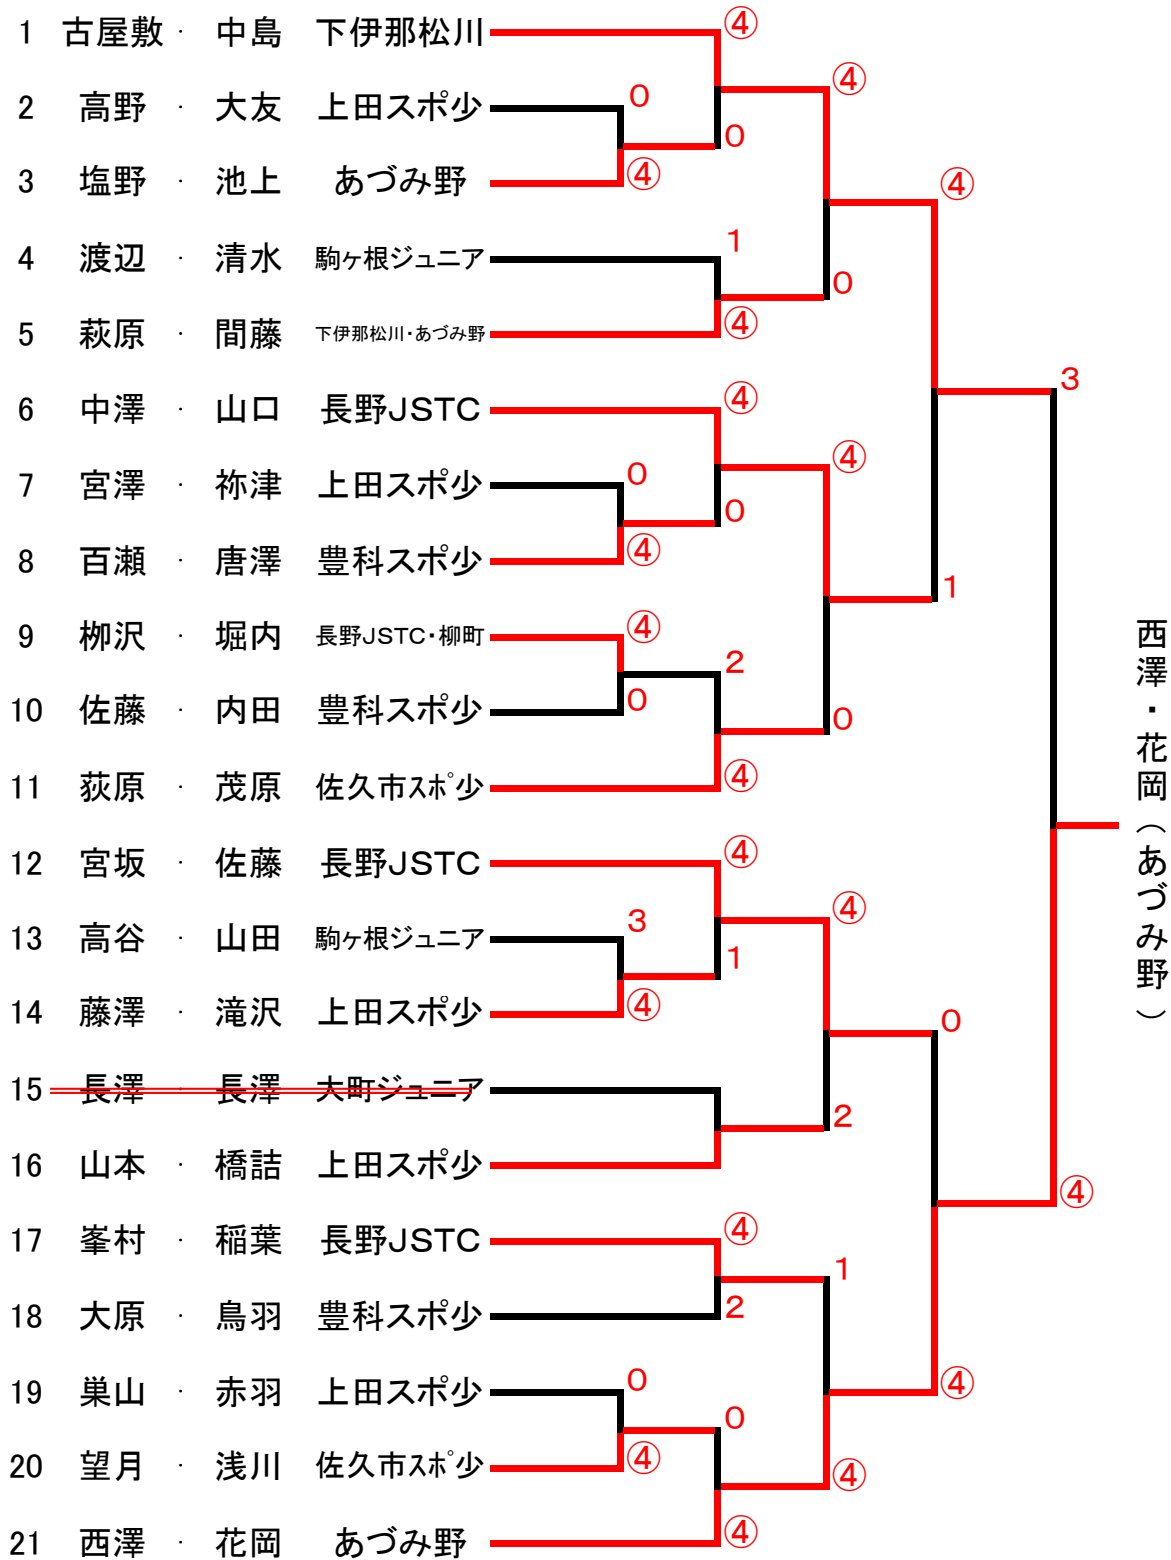 1 古屋敷 · 中島 下伊那松川 ④
④
2 高野 · 大友 上田スポ少 0
0
3 塩野 · 池上 あづみ野 ④
④
4 渡辺 · 清水 駒ヶ根ジュニア 1
0
5 萩原 · 間藤 下伊那松川・あづみ野 ④
3
6 中澤 · 山口 長野JSTC ④
④
7 宮澤 · 祢津 上田スポ少 0
0
8 百瀬 · 唐澤 豊科スポ少 ④
1
9 栁沢 · 堀内 長野JSTC・柳町 ④
2
10 佐藤 · 内田 豊科スポ少 0
0
11 荻原 · 茂原 佐久市スポ少 ④
12 宮坂 · 佐藤 長野JSTC ④
④
13 高谷 · 山田 駒ヶ根ジュニア 3
1
14 藤澤 · 滝沢 上田スポ少 ④
0
15 長澤 · 長澤 大町ジュニア
2
16 山本 · 橋詰 上田スポ少
④
17 峯村 · 稲葉 長野JSTC ④
1
18 大原 · 鳥羽 豊科スポ少 2
19 巣山 · 赤羽 上田スポ少 0
④
0
20 望月 · 浅川 佐久市スポ少 ④
④
21 西澤 · 花岡 あづみ野 ④
西澤・花岡(あづみ野)